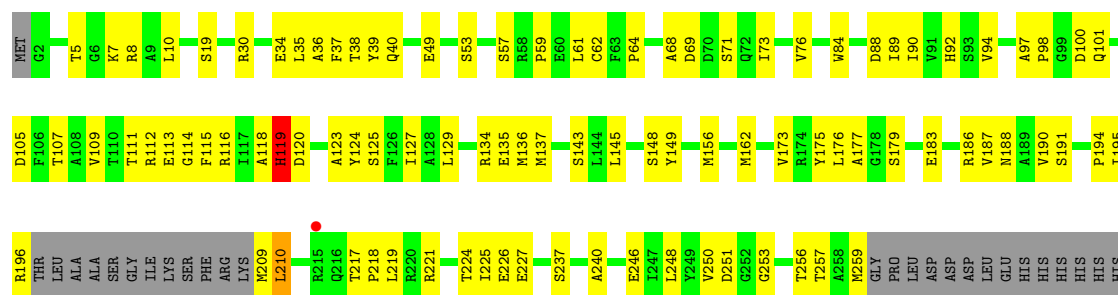 MET G2 T5 G6 K7 R8 A9 L10 S19 R30 E34 L35 A36 F37 T38 Y39 Q40 E49 S53 S57 R58 P59 E60 L61 C62 F63 P64 A68 D69 D70 S71 Q72 I73 V76 W84 D88 I89 I90 V91 H92 S93 V94 A97 P98 G99 D100 Q101
D105 F106 T107 A108 V109 T110 T111 R112 E113 G114 F115 R116 I117 A118 H119 D120 A123 Y124 S125 F126 I127 A128 L129 R134 E135 M136 M137 S143 L144 L145 S148 Y149 M156 M162 V173 R174 Y175 L176 A177 G178 S179 E183 R186 V187 N188 A189 V190 S191 P194 I195
R196 THR LEU ALA ALA SER GLY ILE LYS SER PHE ARG LYS M209 L210 R215 Q216 T217 P218 L219 R220 R221 T224 I225 E226 E227 S237 A240 E246 I247 L248 Y249 V250 D251 G252 G253 T256 T257 A258 M259 GLY PRO LEU ASP ASP ASP LEU GLU HIS HIS HIS HIS HIS HIS